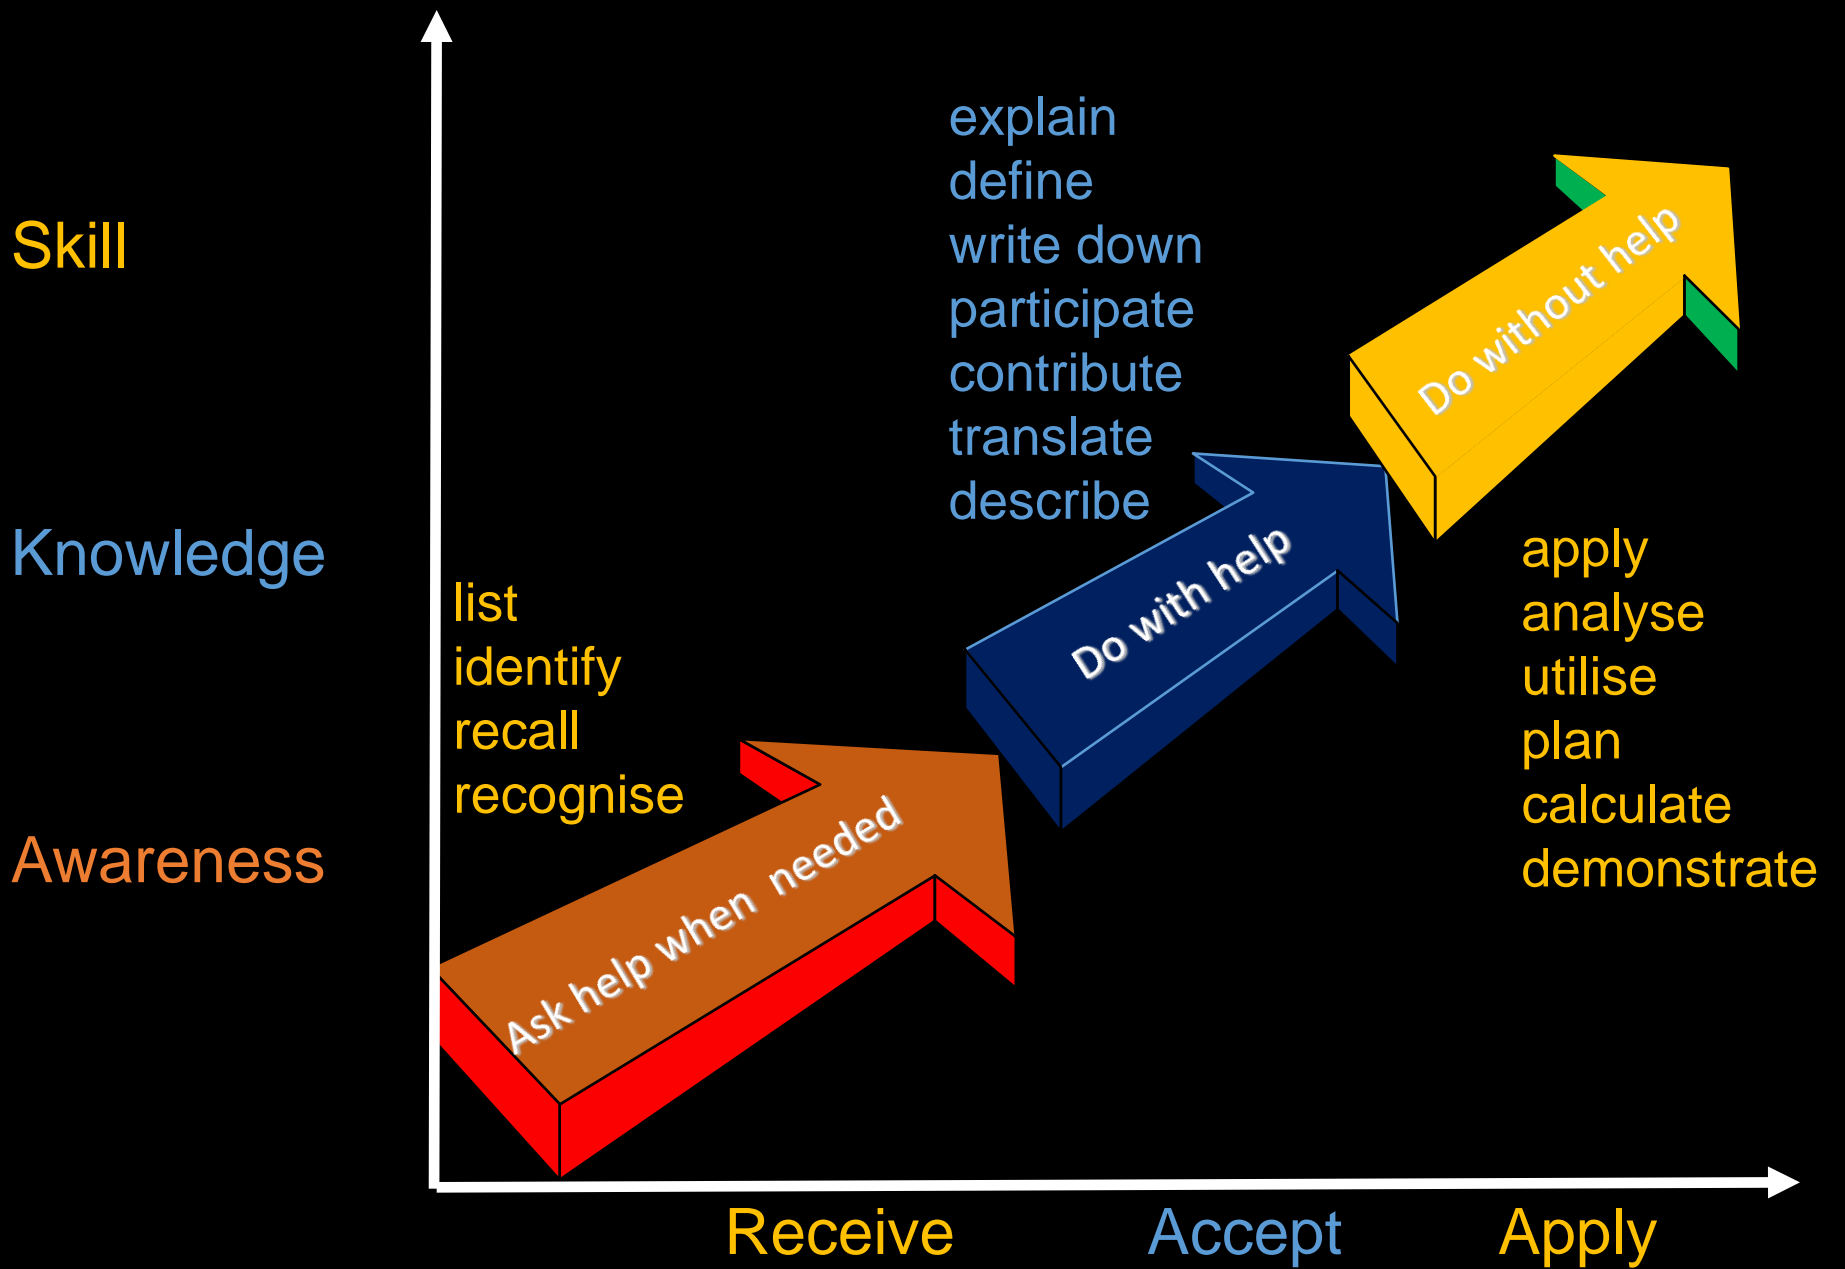 Skill
Knowledge
Awareness
list
identify
recall
recognise
explain
define
write down
participate
contribute
translate
describe
apply
analyse
utilise
plan
calculate
demonstrate
Ask help when  needed
Do with help
Do without help
Receive
Accept
Apply